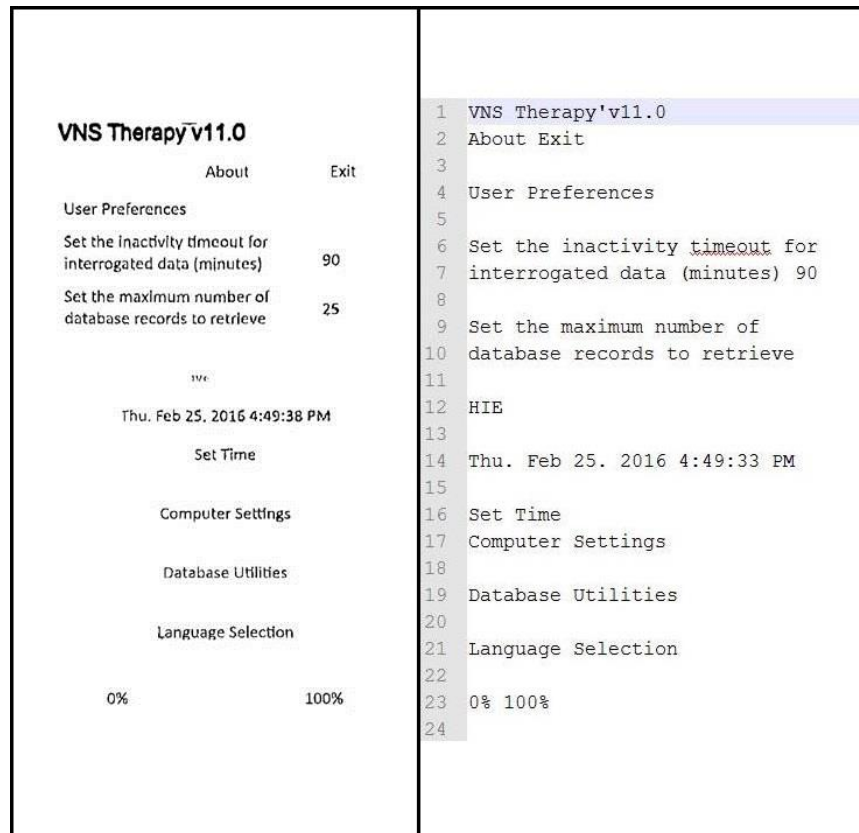 VNS Therapy v11.0
About Exit
User Preferences
Set the inactivity timeout for
interrogated data (minutes) 90
Set the maximum number of
database records to retrieve 25
Thu. Feb 25, 2016 4:49:38 PM
Set Time
Computer Settings
Database Utilities
Language Selection
0% 100%
1 VNS Therapy'v11.0
2 About Exit
3
4 User Preferences
5
6 Set the inactivity timeout for
7 interrogated data (minutes) 90
8
9 Set the maximum number of
10 database records to retrieve
11
12 HIE
13
14 Thu. Feb 25. 2016 4:49:33 PM
15
16 Set Time
17 Computer Settings
18
19 Database Utilities
20
21 Language Selection
22
23 0% 100%
24